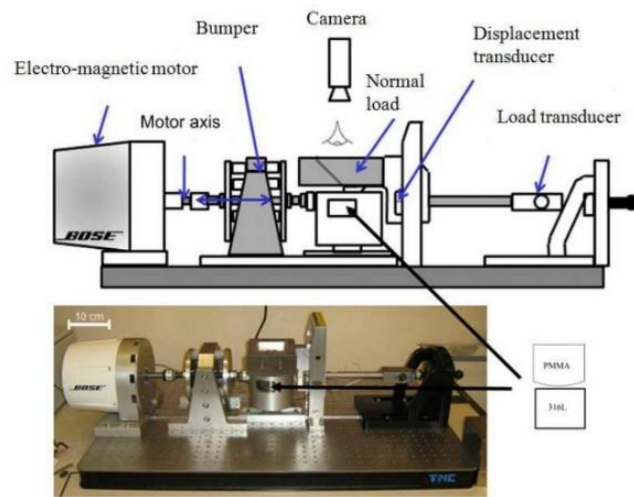 Camera
Bumper
Displacement
transducer
Electro-magnetic motor
Normal
load
Load transducer
Motor axis
BOSE
10 cm
BOSE
PMMA
316L
TMC